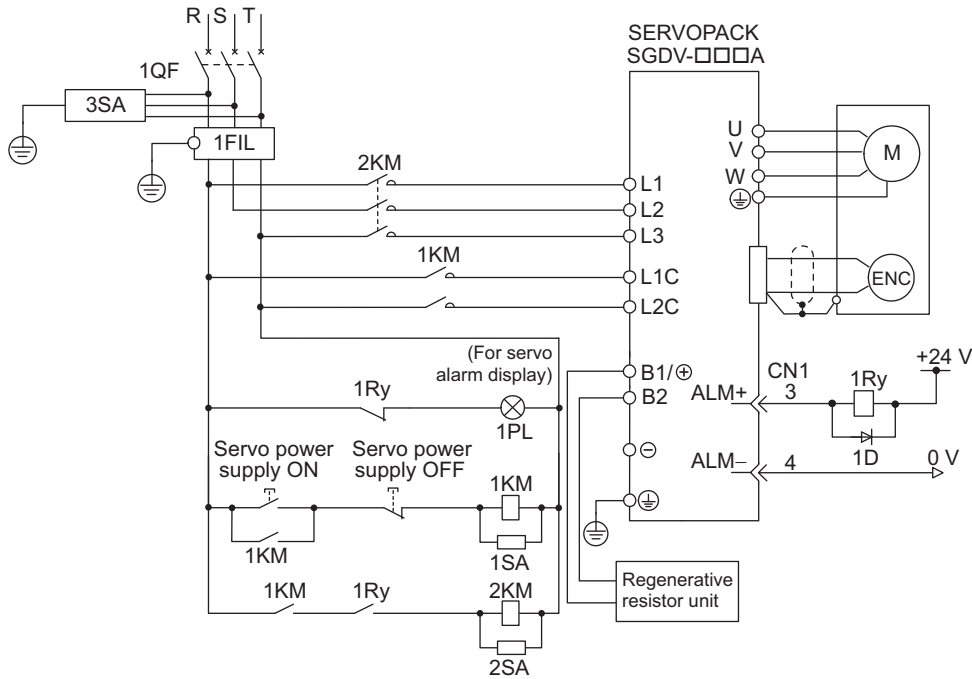 R S T
SERVOPACK
SGDV-□□□A
1QF
3SA
1FIL
U
V
W
M
2KM
L1
L2
L3
1KM
L1C
L2C
ENC
(For servo
alarm display)
+24 V
B1/⊕
CN1
1Ry
ALM+
3
1Ry
B2
1PL
1D
Servo power
supply ON
Servo power
supply OFF
⊖
ALM−
4
0 V
1KM
1KM
1SA
1KM
1Ry
2KM
Regenerative
resistor unit
2SA